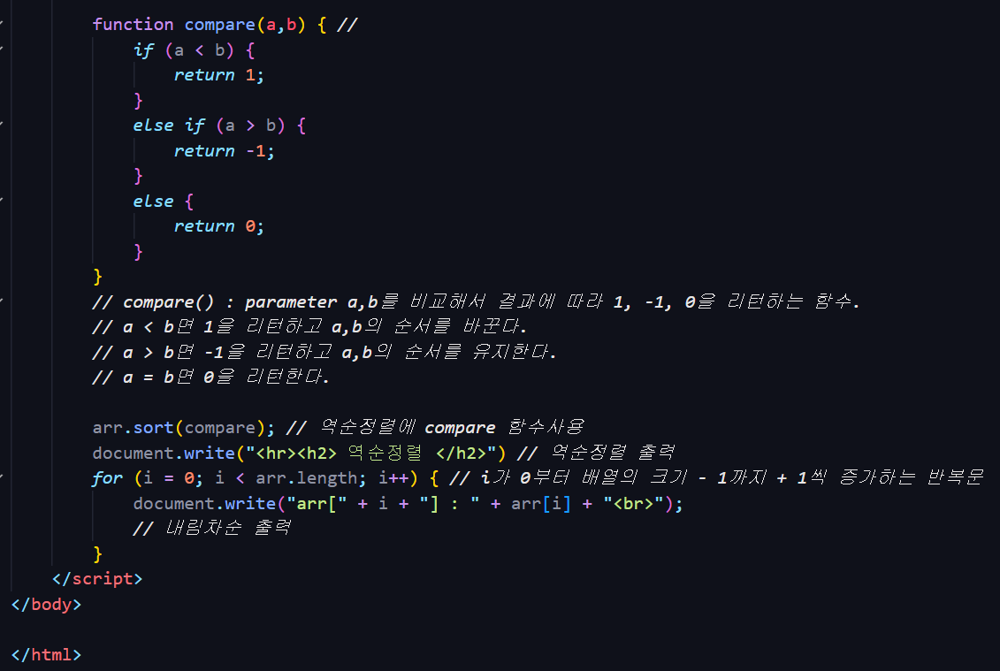 function compare(a,b) { //
if (a < b) {
return 1;
}
else if (a > b) {
return -1;
}
else {
return 0;
}
}
// compare() : parameter a,b를 비교해서 결과에 따라 1, -1, 0을 리턴하는 함수.
// a < b면 1을 리턴하고 a,b의 순서를 바꾼다.
// a > b면 -1을 리턴하고 a,b의 순서를 유지한다.
// a = b면 0을 리턴한다.
arr.sort(compare); // 역순정렬에 compare 함수사용
document.write("<hr><h2> 역순정렬 </h2>") // 역순정렬 출력
for (i = 0; i < arr.length; i++) { // i가 0부터 배열의 크기 - 1까지 + 1씩 증가하는 반복문
document.write("arr[" + i + "] : " + arr[i] + "<br>");
// 내림차순 출력
}
</script>
</body>
</html>